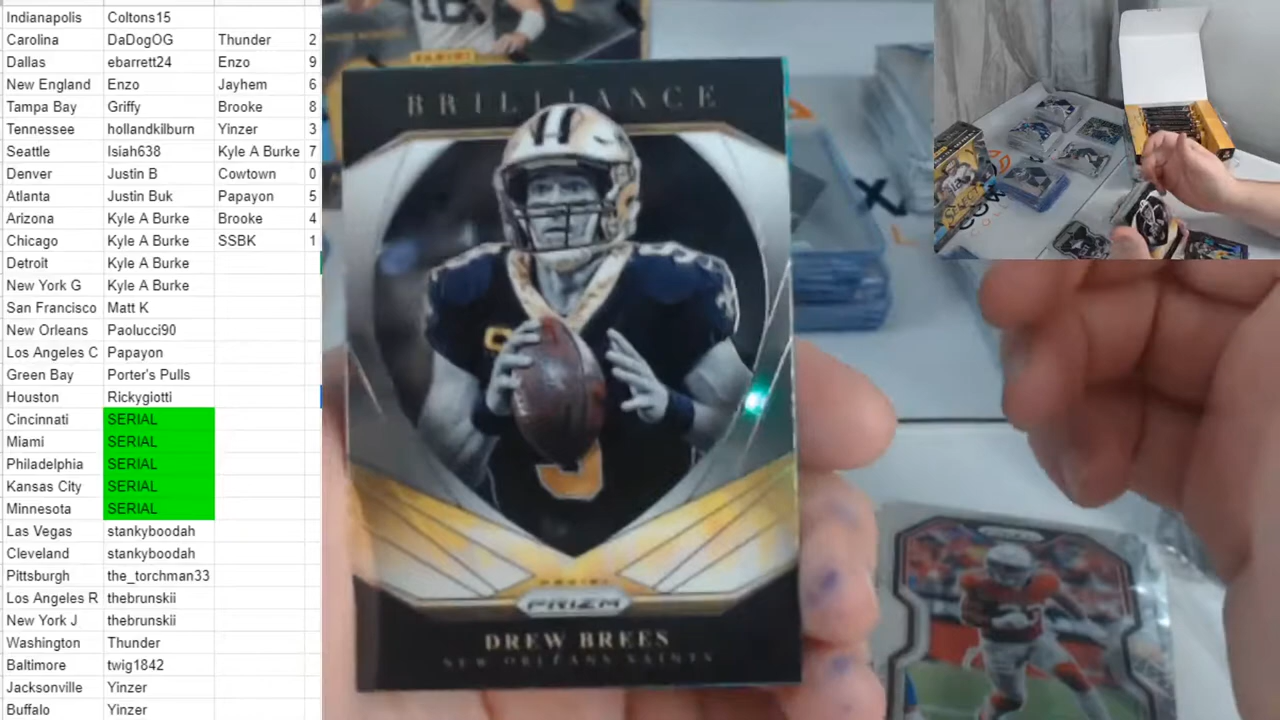 Indianapolis Coltons15
Carolina DaDogOG Thunder 2
Dallas ebarrett24 Enzo 9
New England Enzo Jayhem 6
Tampa Bay Griffy Brooke 8
Tennessee hollandkilburn Yinzer 3
Seattle Isiah638 Kyle A Burke 7
Denver Justin B Cowtown 0
Atlanta Justin Buk Papayon 5
Arizona Kyle A Burke Brooke 4
Chicago Kyle A Burke SSBK 1
Detroit Kyle A Burke
New York G Kyle A Burke
San Francisco Matt K
New Orleans Paolucci90
Los Angeles C Papayon
Green Bay Porter's Pulls
Houston Rickygiotti
Cincinnati SERIAL
Miami SERIAL
Philadelphia SERIAL
Kansas City SERIAL
Minnesota SERIAL
Las Vegas stankyboodah
Cleveland stankyboodah
Pittsburgh the_torchman33
Los Angeles R thebrunskii
New York J thebrunskii
Washington Thunder
Baltimore twig1842
Jacksonville Yinzer
Buffalo Yinzer
PANINI
BRILLIANCE
PANINI
PRIZM
DREW BREES
NEW ORLEANS SAINTS